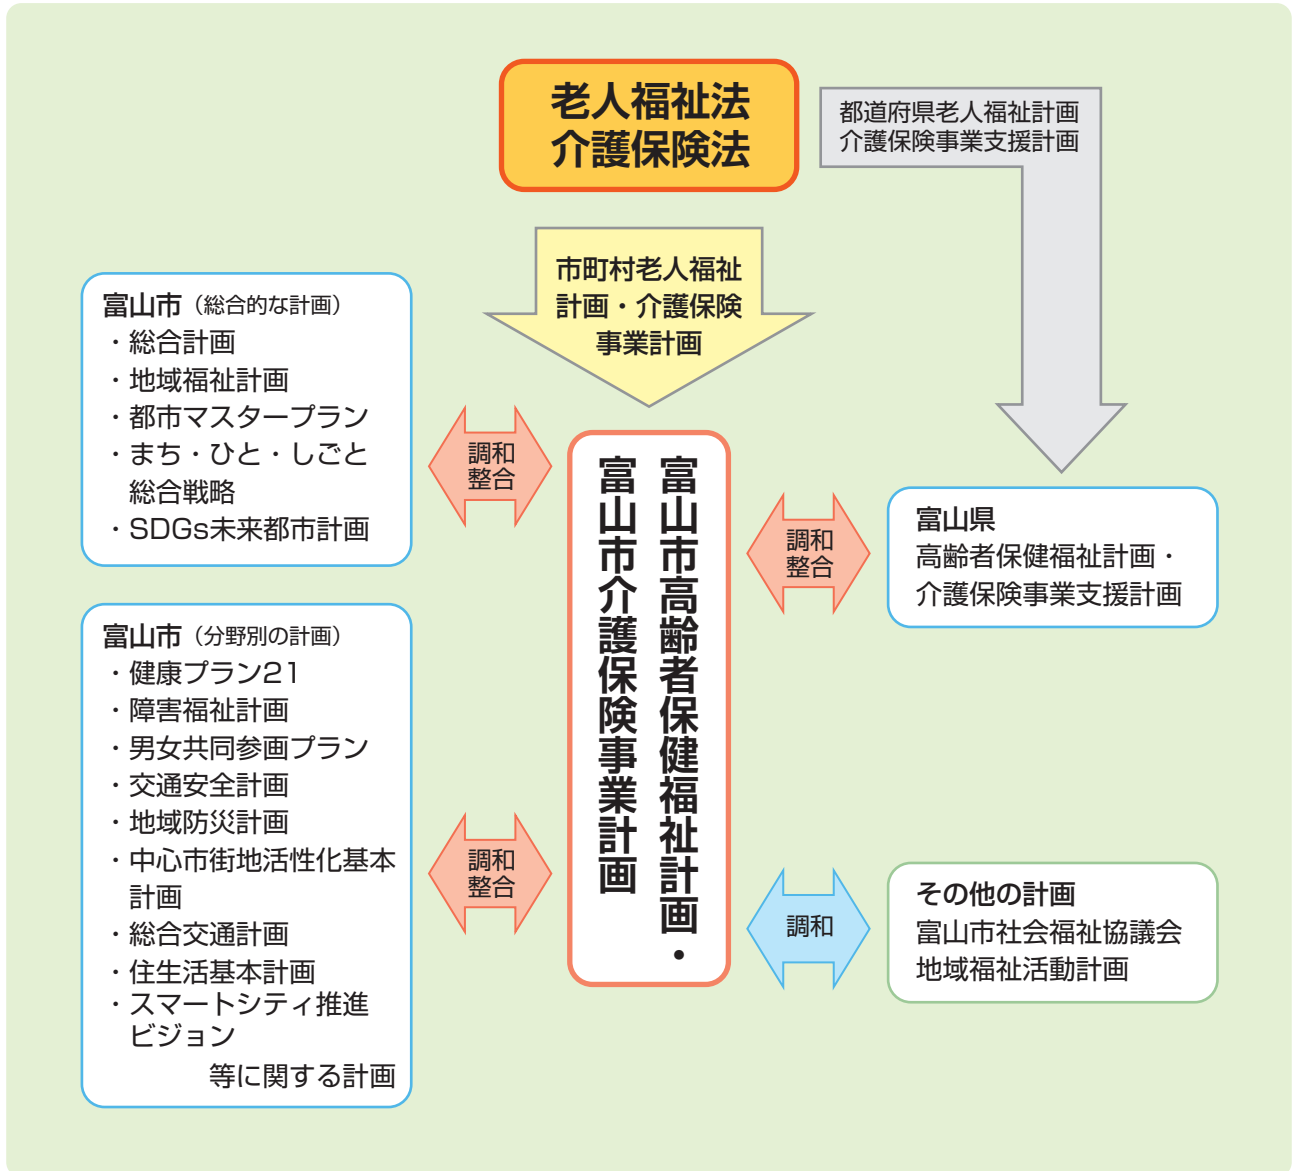 老人福祉法
介護保険法
都道府県老人福祉計画
介護保険事業支援計画
市町村老人福祉
計画・介護保険
事業計画
富山市（総合的な計画）
・総合計画
・地域福祉計画
・都市マスタープラン
・まち・ひと・しごと
総合戦略
・SDGs未来都市計画
調和
整合
富山市高齢者保健福祉計画・
富山市介護保険事業計画
調和
整合
富山県
高齢者保健福祉計画・
介護保険事業支援計画
富山市（分野別の計画）
・健康プラン21
・障害福祉計画
・男女共同参画プラン
・交通安全計画
・地域防災計画
・中心市街地活性化基本
計画
・総合交通計画
・住生活基本計画
・スマートシティ推進
ビジョン
等に関する計画
調和
整合
調和
その他の計画
富山市社会福祉協議会
地域福祉活動計画